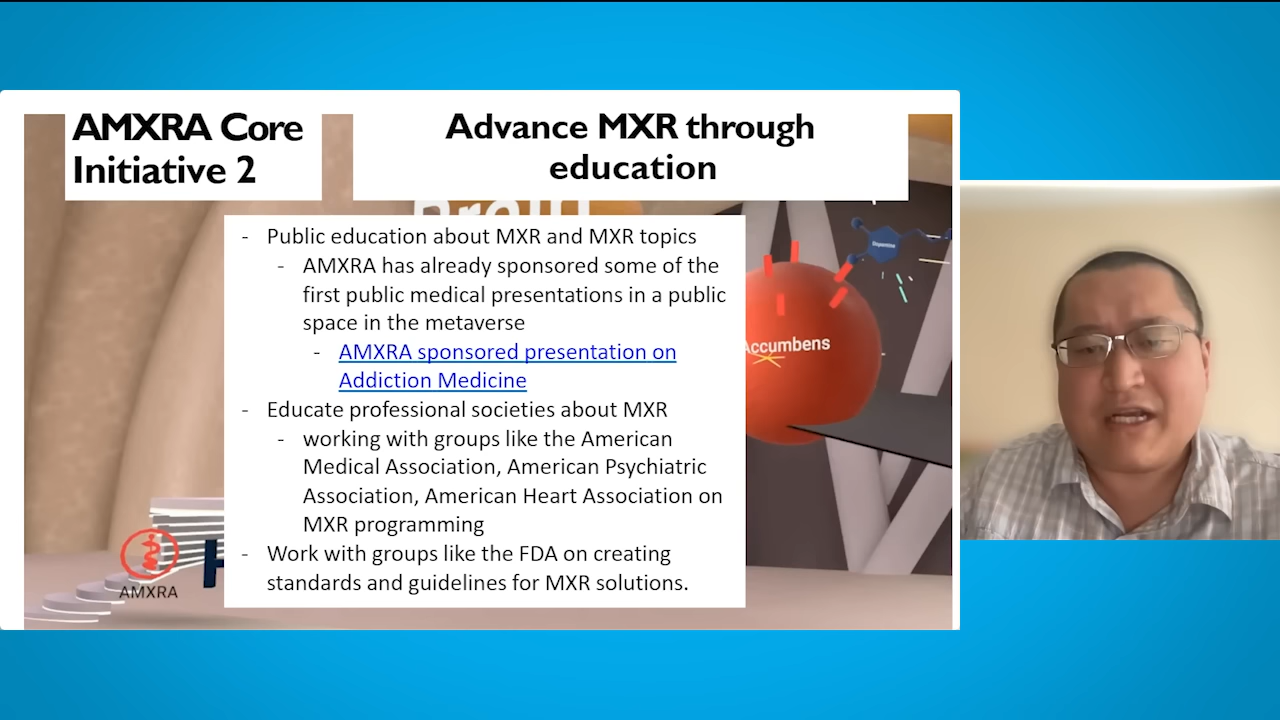 AMXRA Core
Initiative 2
Advance MXR through
education
- Public education about MXR and MXR topics
- AMXRA has already sponsored some of the
first public medical presentations in a public
space in the metaverse
- AMXRA sponsored presentation on
Addiction Medicine
- Educate professional societies about MXR
- working with groups like the American
Medical Association, American Psychiatric
Association, American Heart Association on
MXR programming
- Work with groups like the FDA on creating
standards and guidelines for MXR solutions.
Dopamine
Accumbens
AMXRA